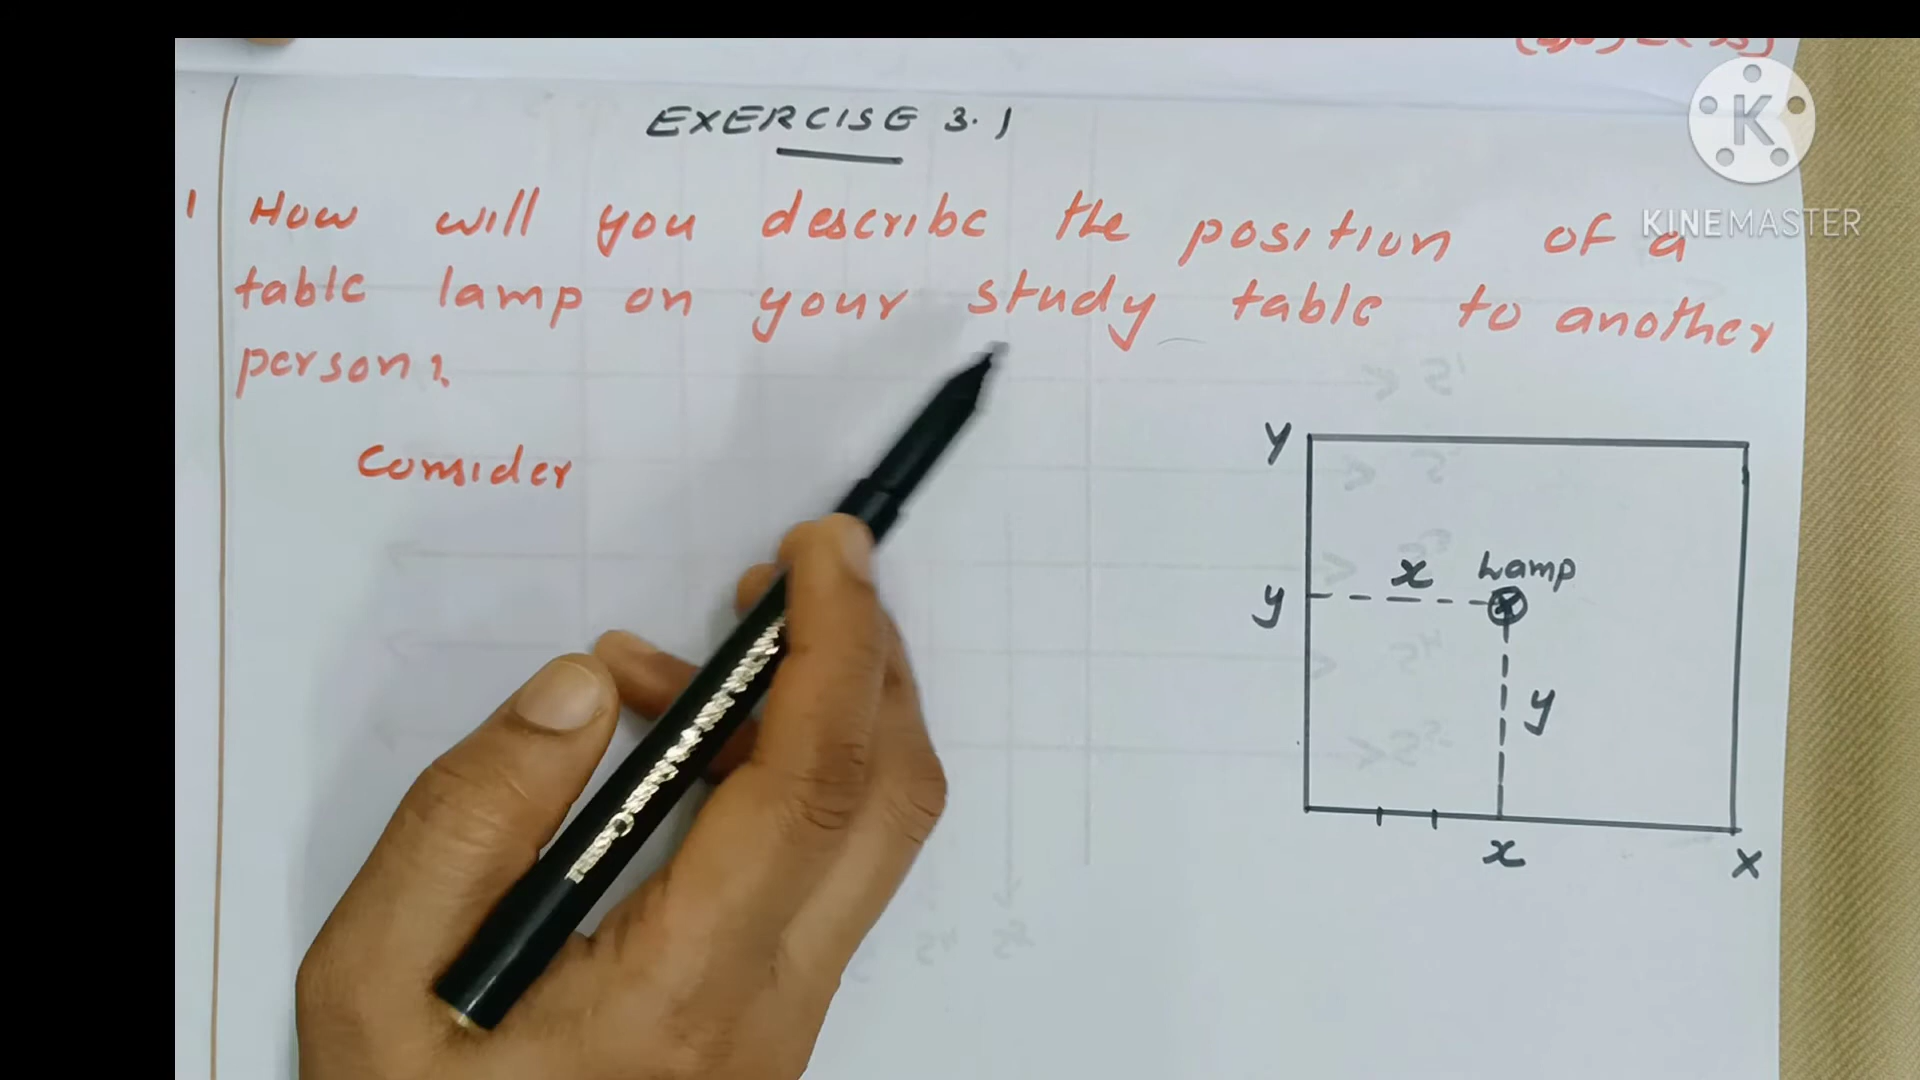 EXERCISE 3.1
K
KINEMASTER
1 How will you describe the position of a
table lamp on your study table to another
person?
Consider
Y
x Lamp
y
y
x
X